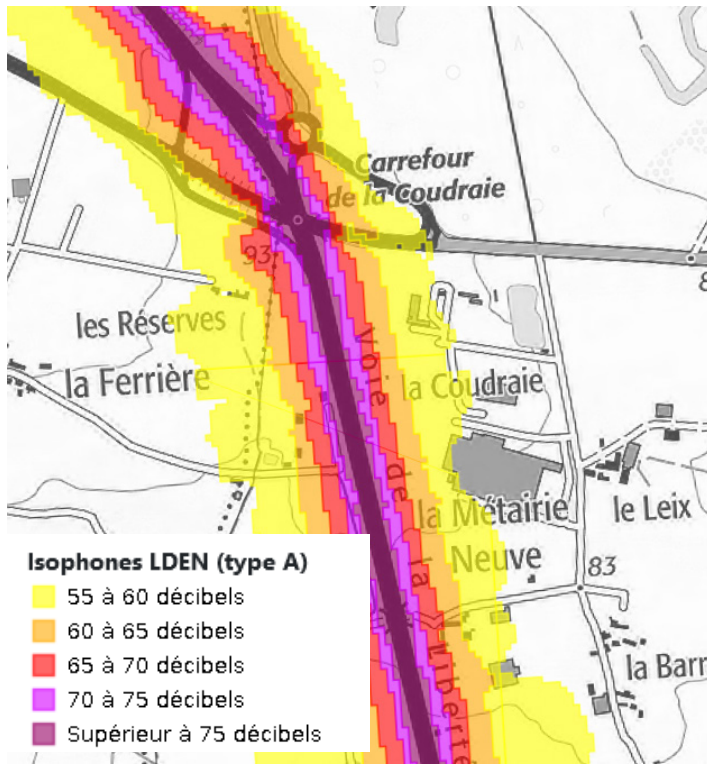 Carrefour
de la Coudraie
93
8
les Réserves
la Ferrière
la Coudraie
Voie de la Liberté
la Métairie
Neuve
le Leix
83
la Barr
Isophones LDEN (type A)
55 à 60 décibels
60 à 65 décibels
65 à 70 décibels
70 à 75 décibels
Supérieur à 75 décibels